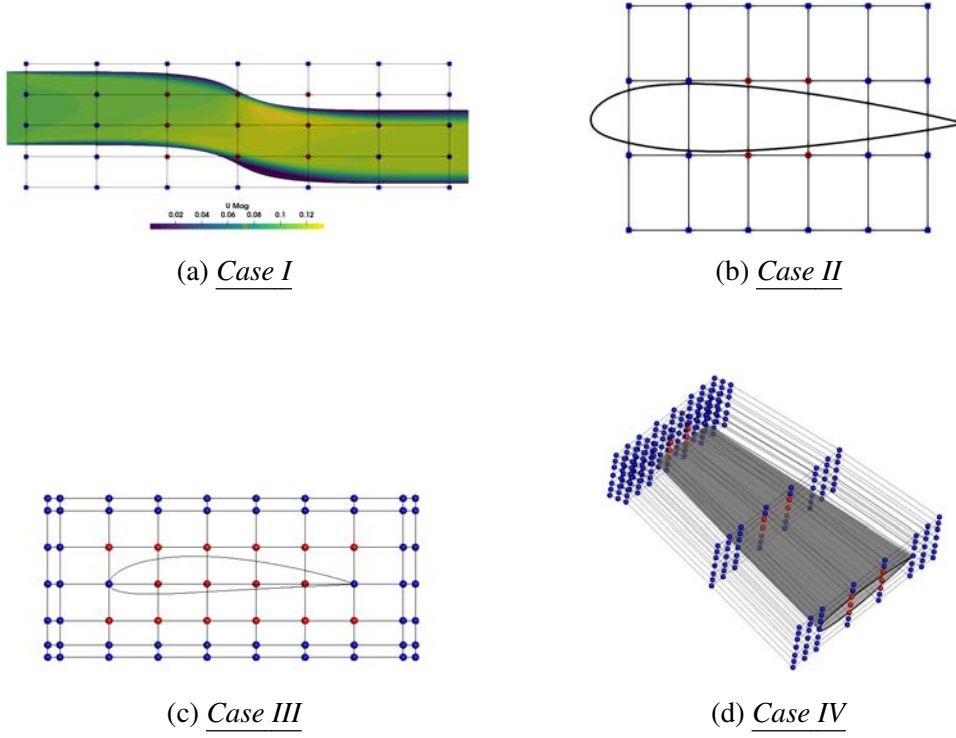 U Mag
0.02 0.04 0.06 0.08 0.1 0.12
(a) Case I
(b) Case II
(c) Case III
(d) Case IV